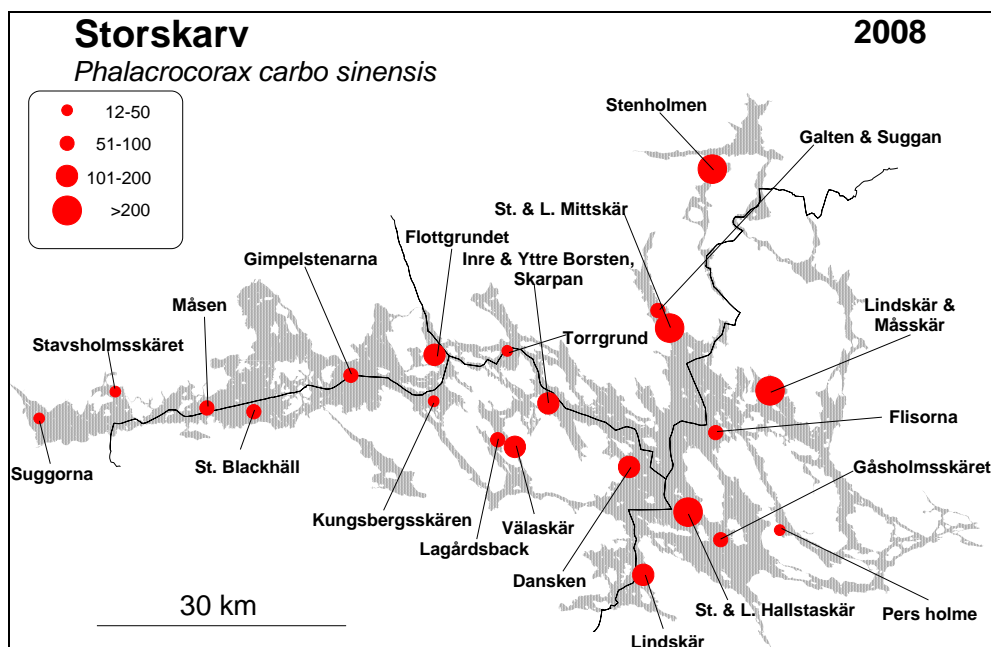 Storskarv
2008
Phalacrocorax carbo sinensis
12-50
51-100
101-200
>200
Stenholmen
Galten & Suggan
St. & L. Mittskär
Flottgrundet
Inre & Yttre Borsten,
Skarpan
Gimpelstenarna
Måsen
Lindskär &
Måsskär
Stavsholmsskäret
Torrgrund
Flisorna
Suggorna
St. Blackhäll
Gåsholmsskäret
Kungsbergsskären
Välaskär
Lagårdsback
Dansken
30 km
St. & L. Hallstaskär
Pers holme
Lindskär